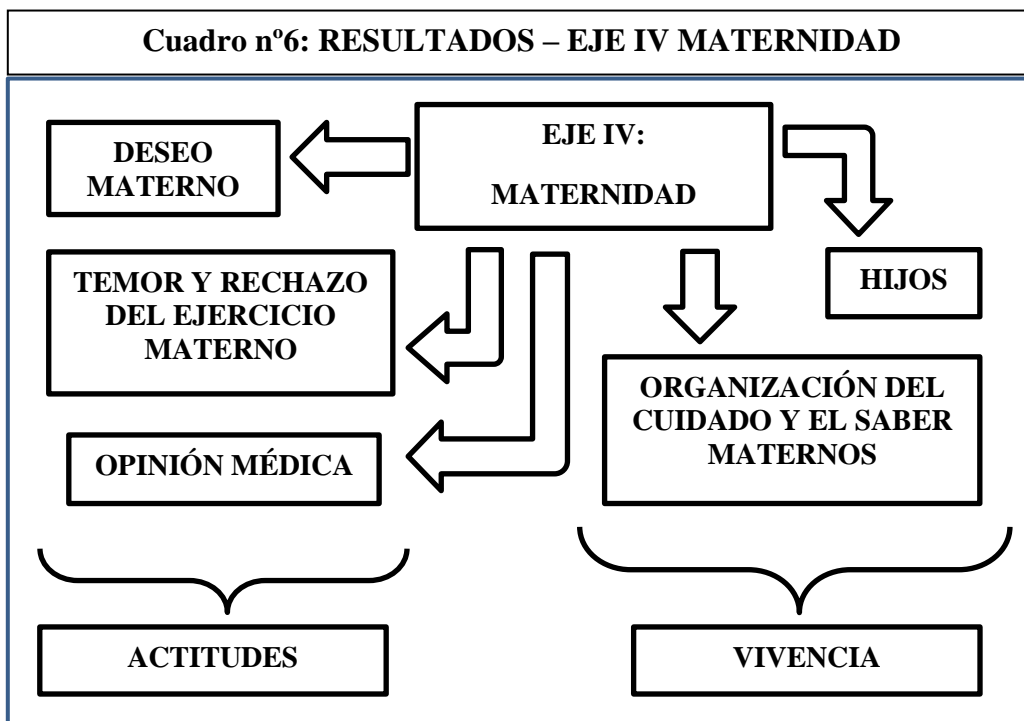 Cuadro nº6: RESULTADOS – EJE IV MATERNIDAD
EJE IV:
MATERNIDAD
DESEO
MATERNO
HIJOS
TEMOR Y RECHAZO
DEL EJERCICIO
MATERNO
ORGANIZACIÓN DEL
CUIDADO Y EL SABER
MATERNOS
OPINIÓN MÉDICA
ACTITUDES
VIVENCIA